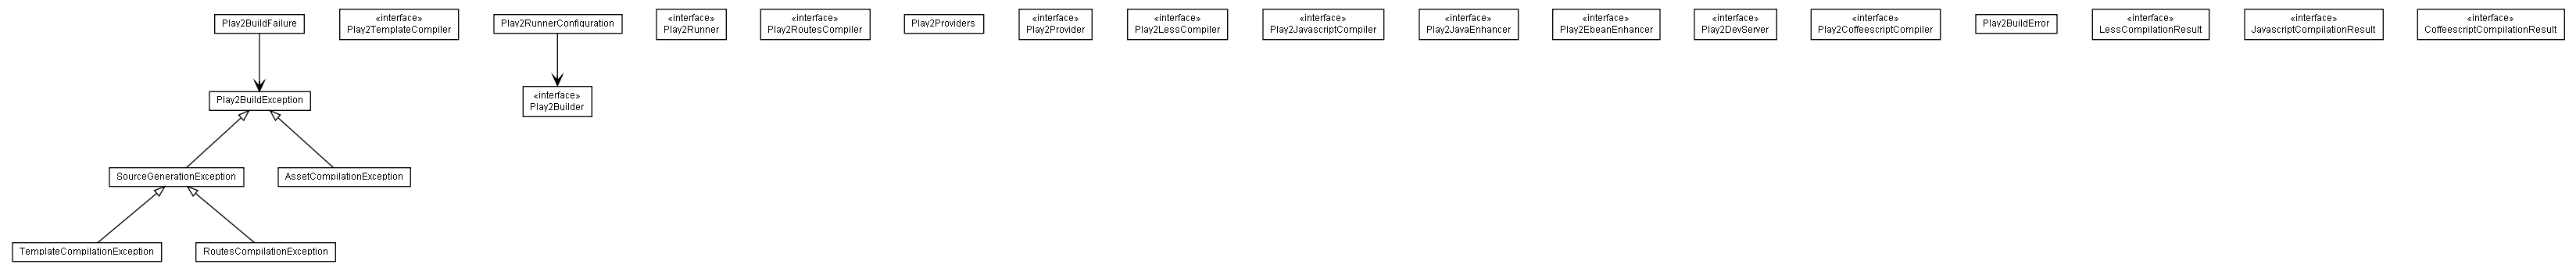 Play2BuildFailure
«interface»
Play2TemplateCompiler
Play2RunnerConfiguration
«interface»
Play2Runner
«interface»
Play2RoutesCompiler
Play2Providers
«interface»
Play2Provider
«interface»
Play2LessCompiler
«interface»
Play2JavascriptCompiler
«interface»
Play2JavaEnhancer
«interface»
Play2EbeanEnhancer
«interface»
Play2DevServer
«interface»
Play2CoffeescriptCompiler
Play2BuildError
«interface»
LessCompilationResult
«interface»
JavascriptCompilationResult
«interface»
CoffeescriptCompilationResult
Play2BuildException
«interface»
Play2Builder
SourceGenerationException
AssetCompilationException
TemplateCompilationException
RoutesCompilationException